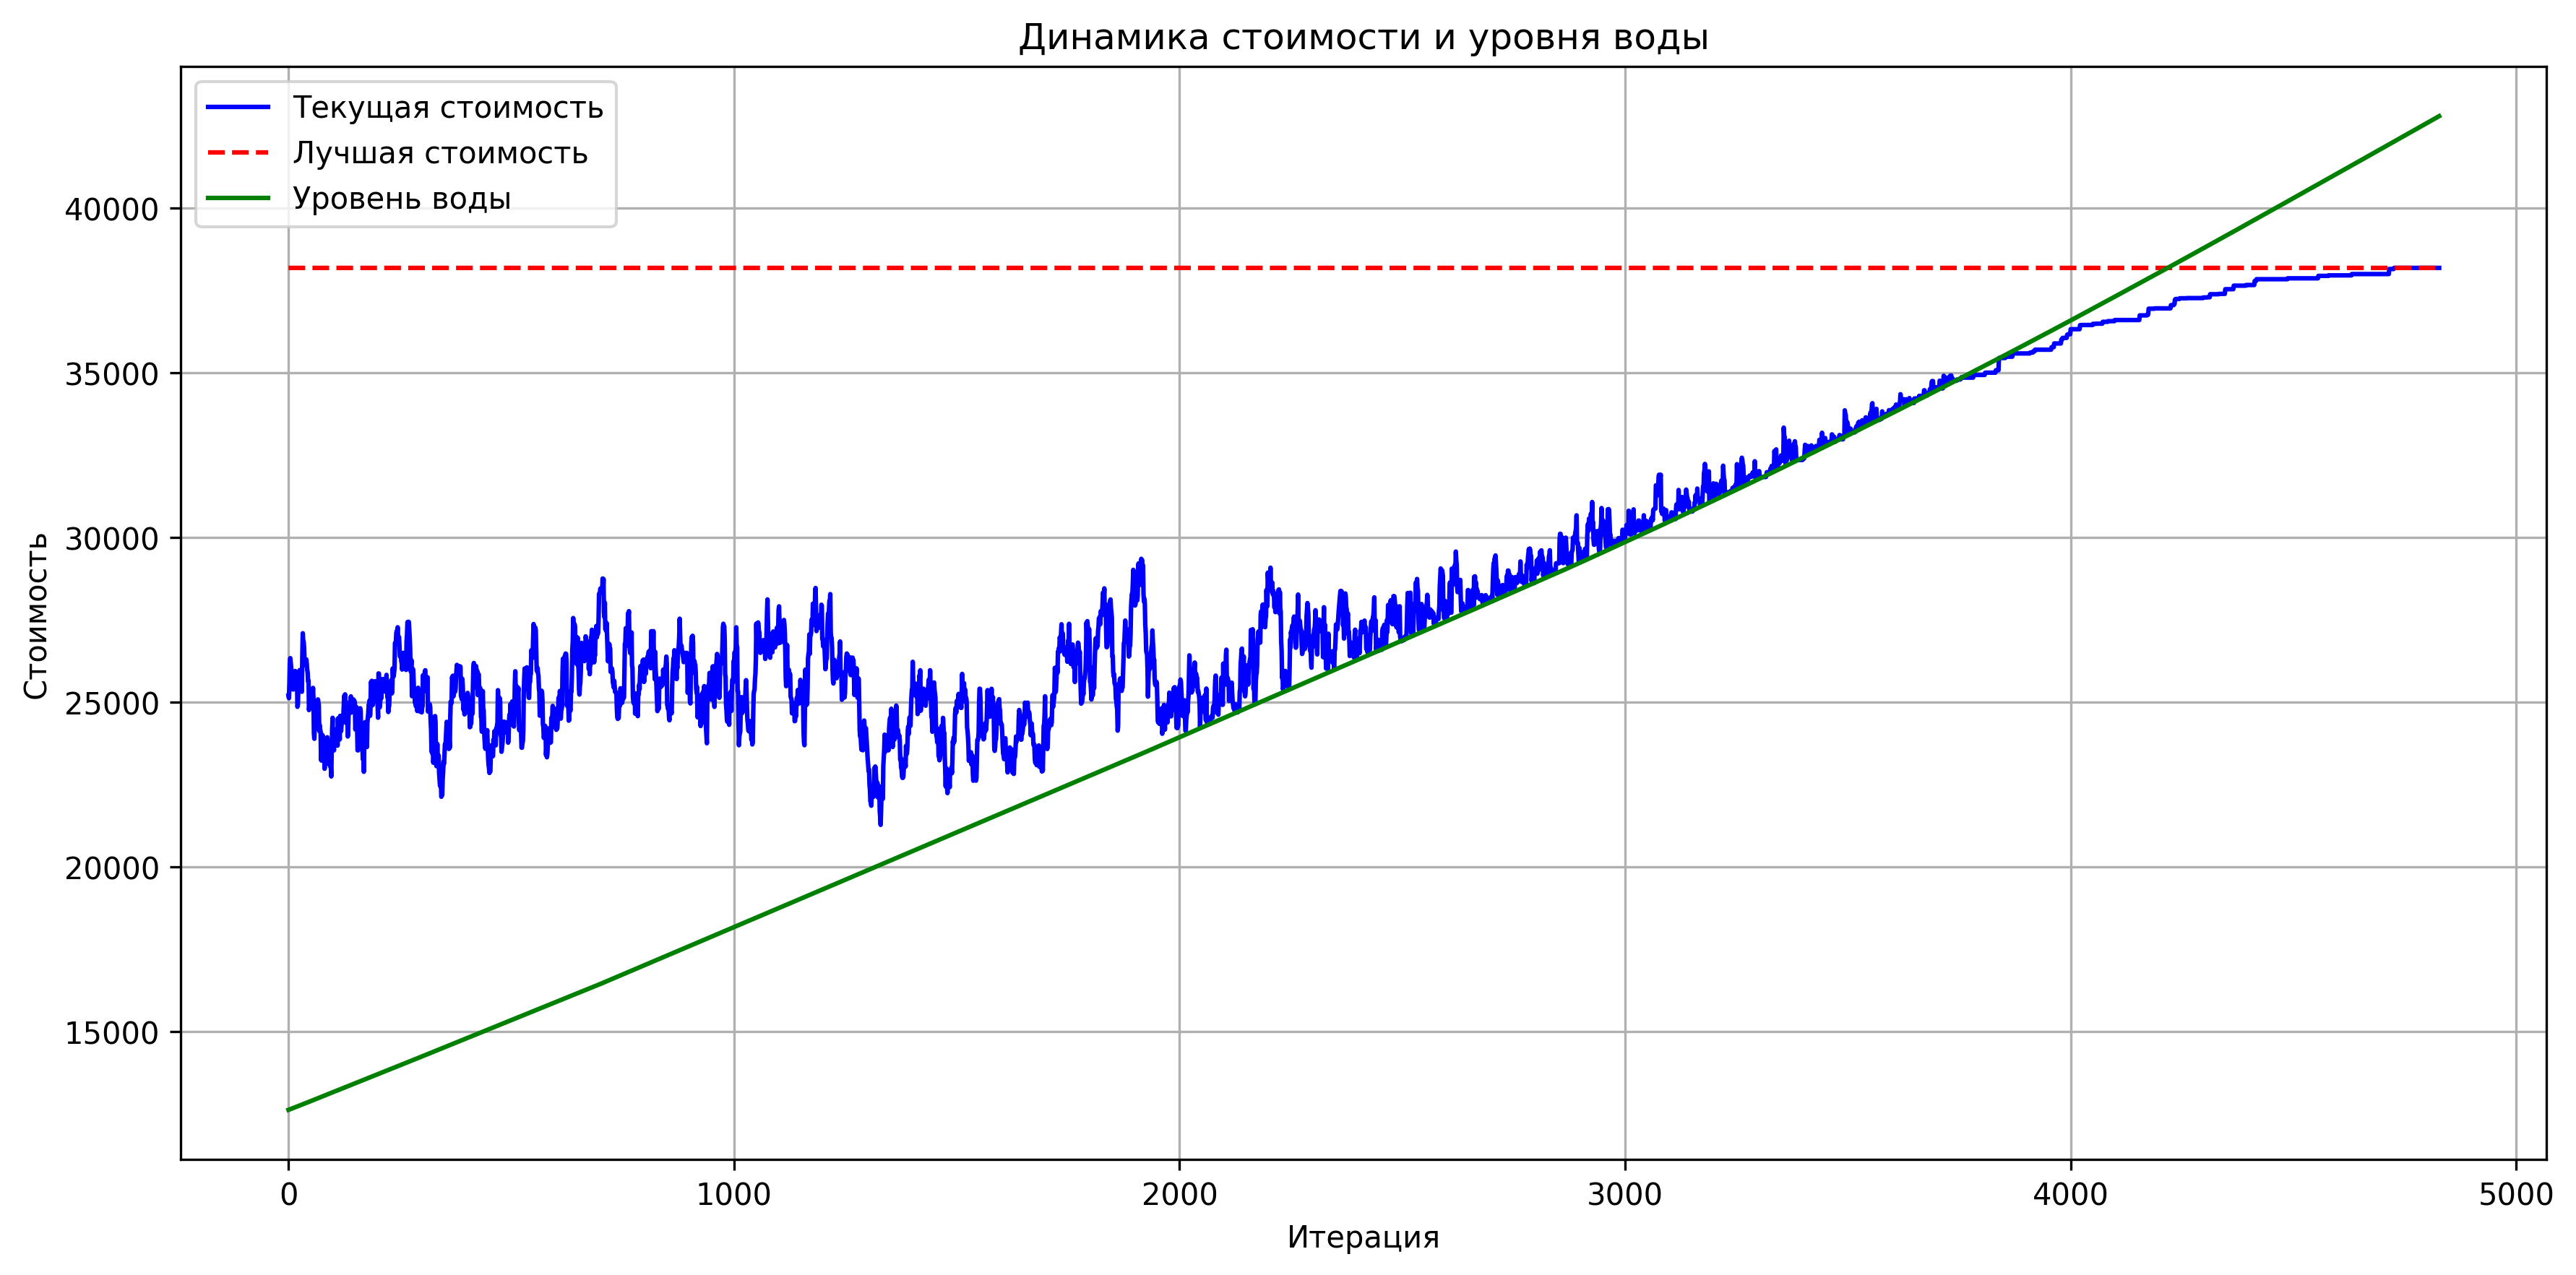 Динамика стоимости и уровня воды
Текущая стоимость
Лучшая стоимость
Уровень воды
Стоимость
40000
35000
30000
25000
20000
15000
0 1000 2000 3000 4000 5000
Итерация